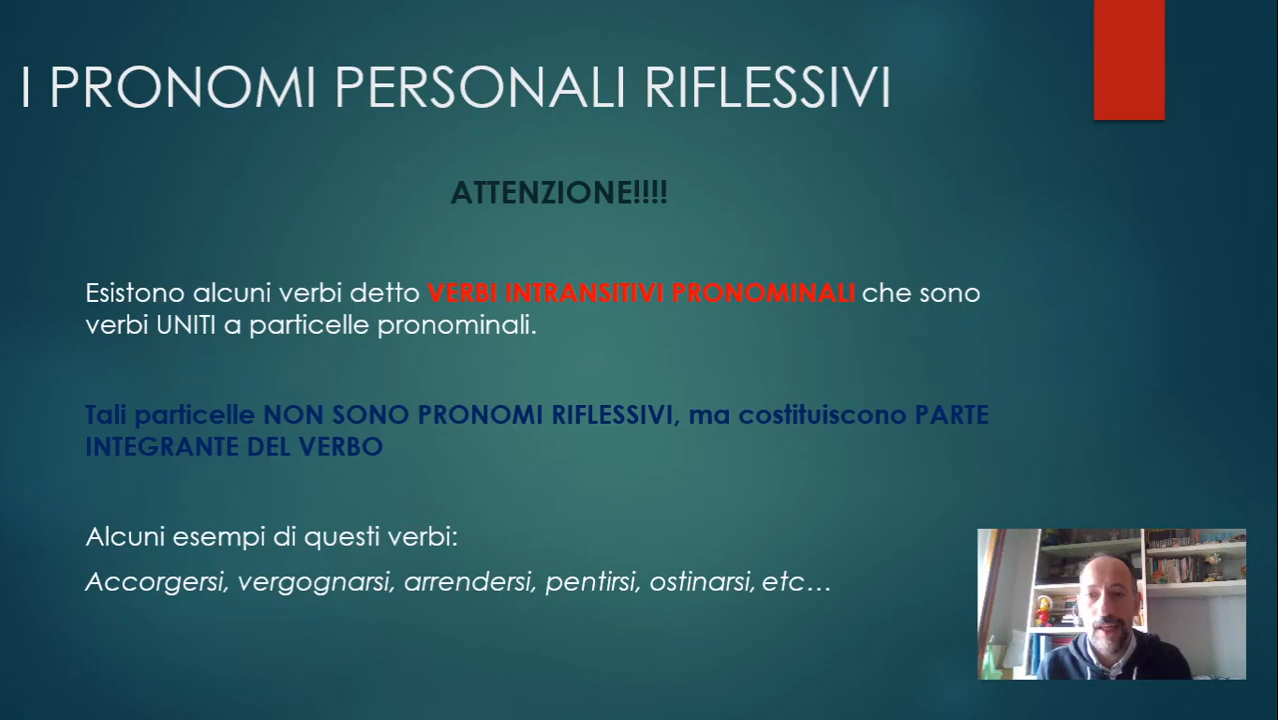 I PRONOMI PERSONALI RIFLESSIVI
ATTENZIONE!!!!
Esistono alcuni verbi detto VERBI INTRANSITIVI PRONOMINALI che sono
verbi UNITI a particelle pronominali.
Tali particelle NON SONO PRONOMI RIFLESSIVI, ma costituiscono PARTE
INTEGRANTE DEL VERBO
Alcuni esempi di questi verbi:
Accorgersi, vergognarsi, arrendersi, pentirsi, ostinarsi, etc…